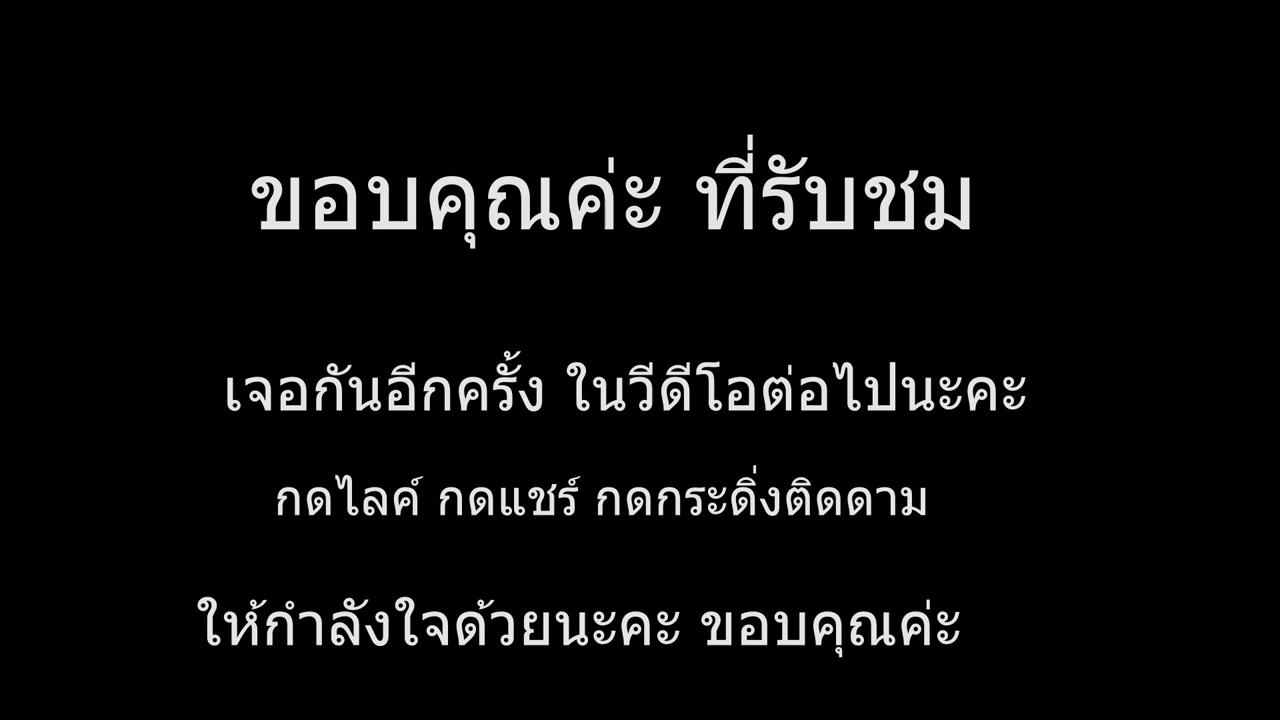 ขอบคุณค่ะ ที่รับชม
เจอกันอีกครั้ง ในวีดีโอต่อไปนะคะ
กดไลค์ กดแชร์ กดกระดิ่งติดดาม
ให้กำลังใจด้วยนะคะ ขอบคุณค่ะ